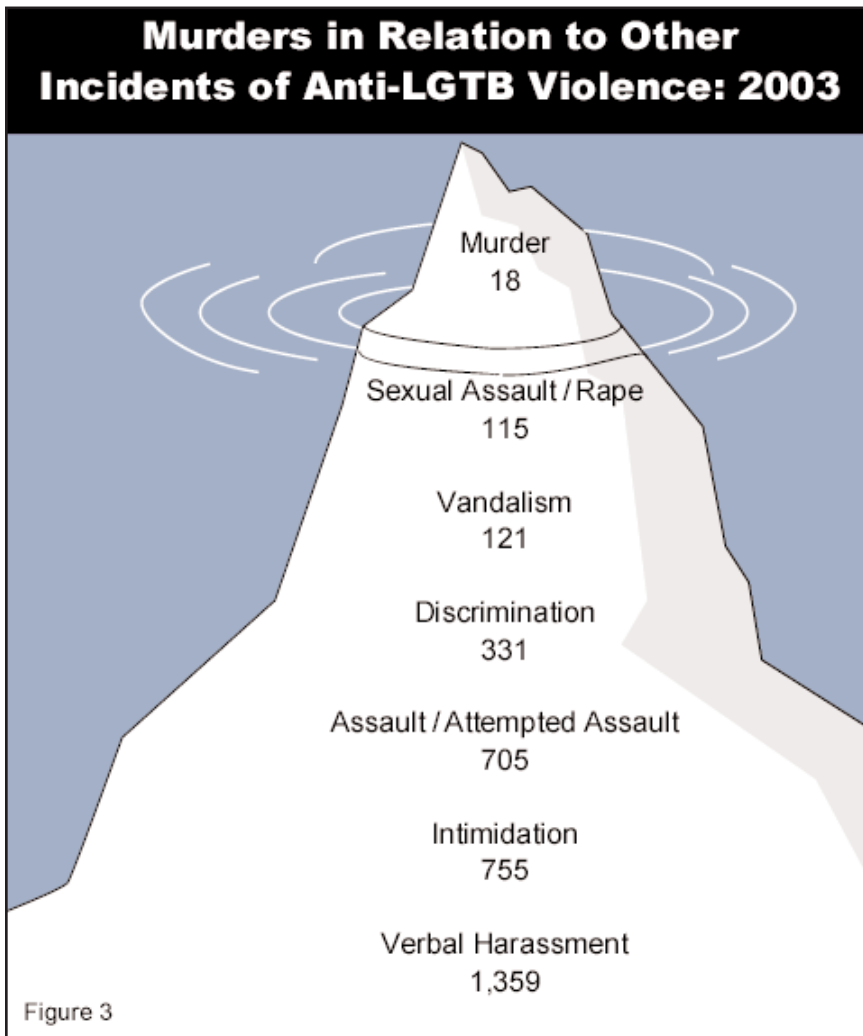 Murders in Relation to Other
Incidents of Anti-LGTB Violence: 2003
Murder
18
Sexual Assault / Rape
115
Vandalism
121
Discrimination
331
Assault / Attempted Assault
705
Intimidation
755
Verbal Harassment
1,359
Figure 3